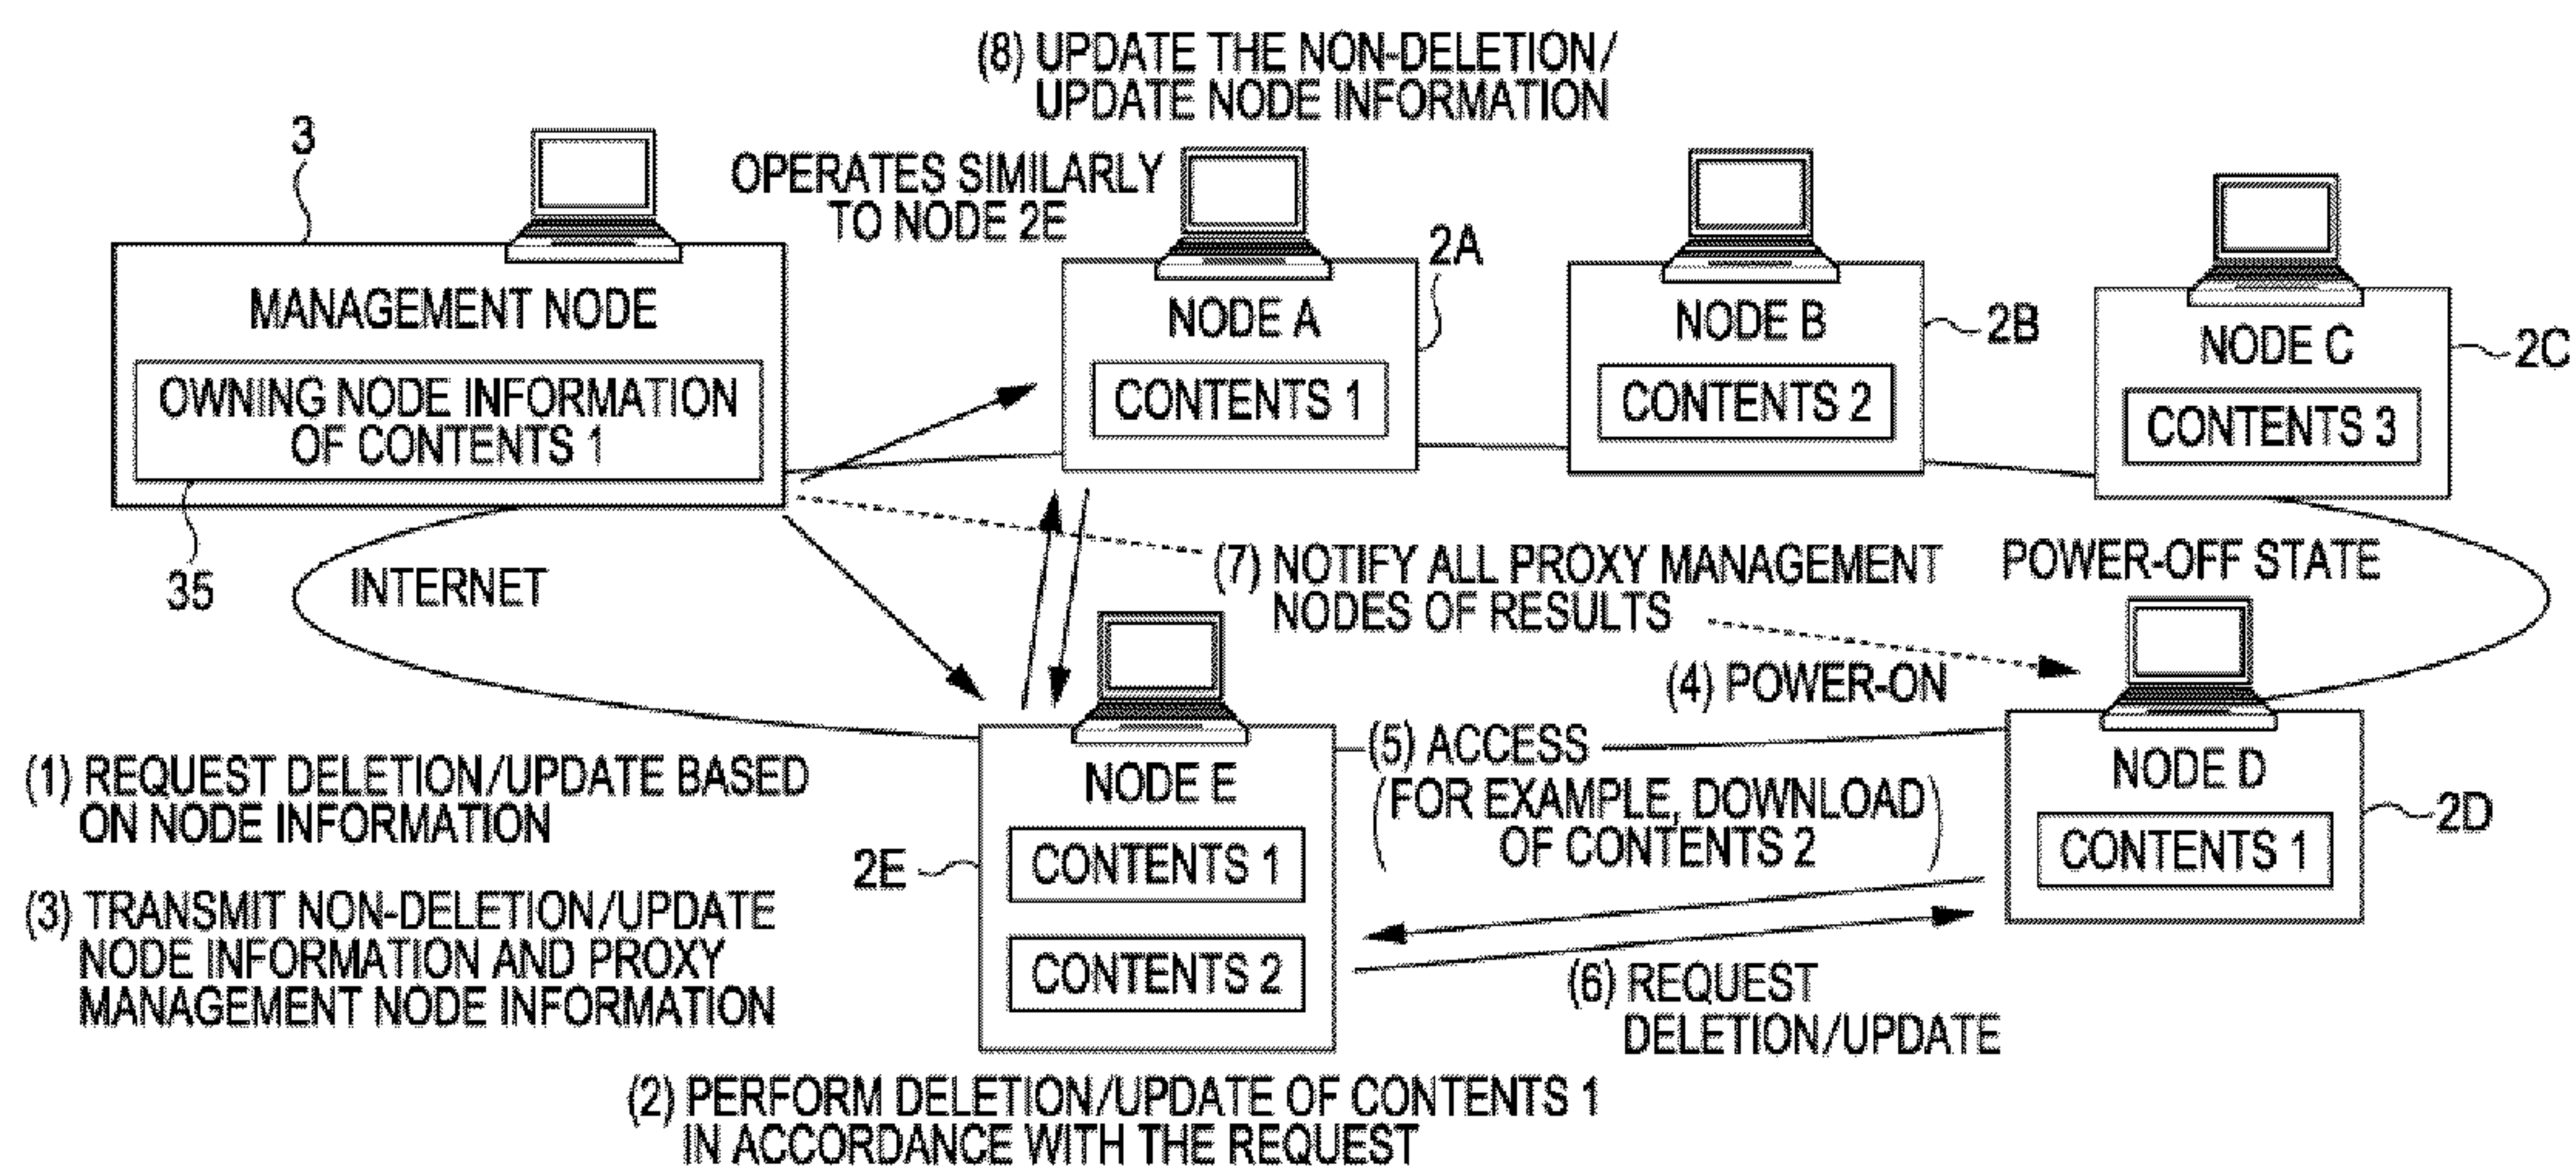 (8) UPDATE THE NON-DELETION/
UPDATE NODE INFORMATION
3
OPERATES SIMILARLY
TO NODE 2E
MANAGEMENT NODE
OWNING NODE INFORMATION
OF CONTENTS 1
35
INTERNET
NODE A
CONTENTS 1
2A
NODE B
CONTENTS 2
2B
NODE C
CONTENTS 3
2C
(7) NOTIFY ALL PROXY MANAGEMENT
NODES OF RESULTS
POWER-OFF STATE
(4) POWER-ON
(1) REQUEST DELETION/UPDATE BASED
ON NODE INFORMATION
(3) TRANSMIT NON-DELETION/UPDATE
NODE INFORMATION AND PROXY
MANAGEMENT NODE INFORMATION
2E
NODE E
CONTENTS 1
CONTENTS 2
(5) ACCESS
(FOR EXAMPLE, DOWNLOAD
OF CONTENTS 2)
NODE D
CONTENTS 1
2D
(6) REQUEST
DELETION/UPDATE
(2) PERFORM DELETION/UPDATE OF CONTENTS 1
IN ACCORDANCE WITH THE REQUEST